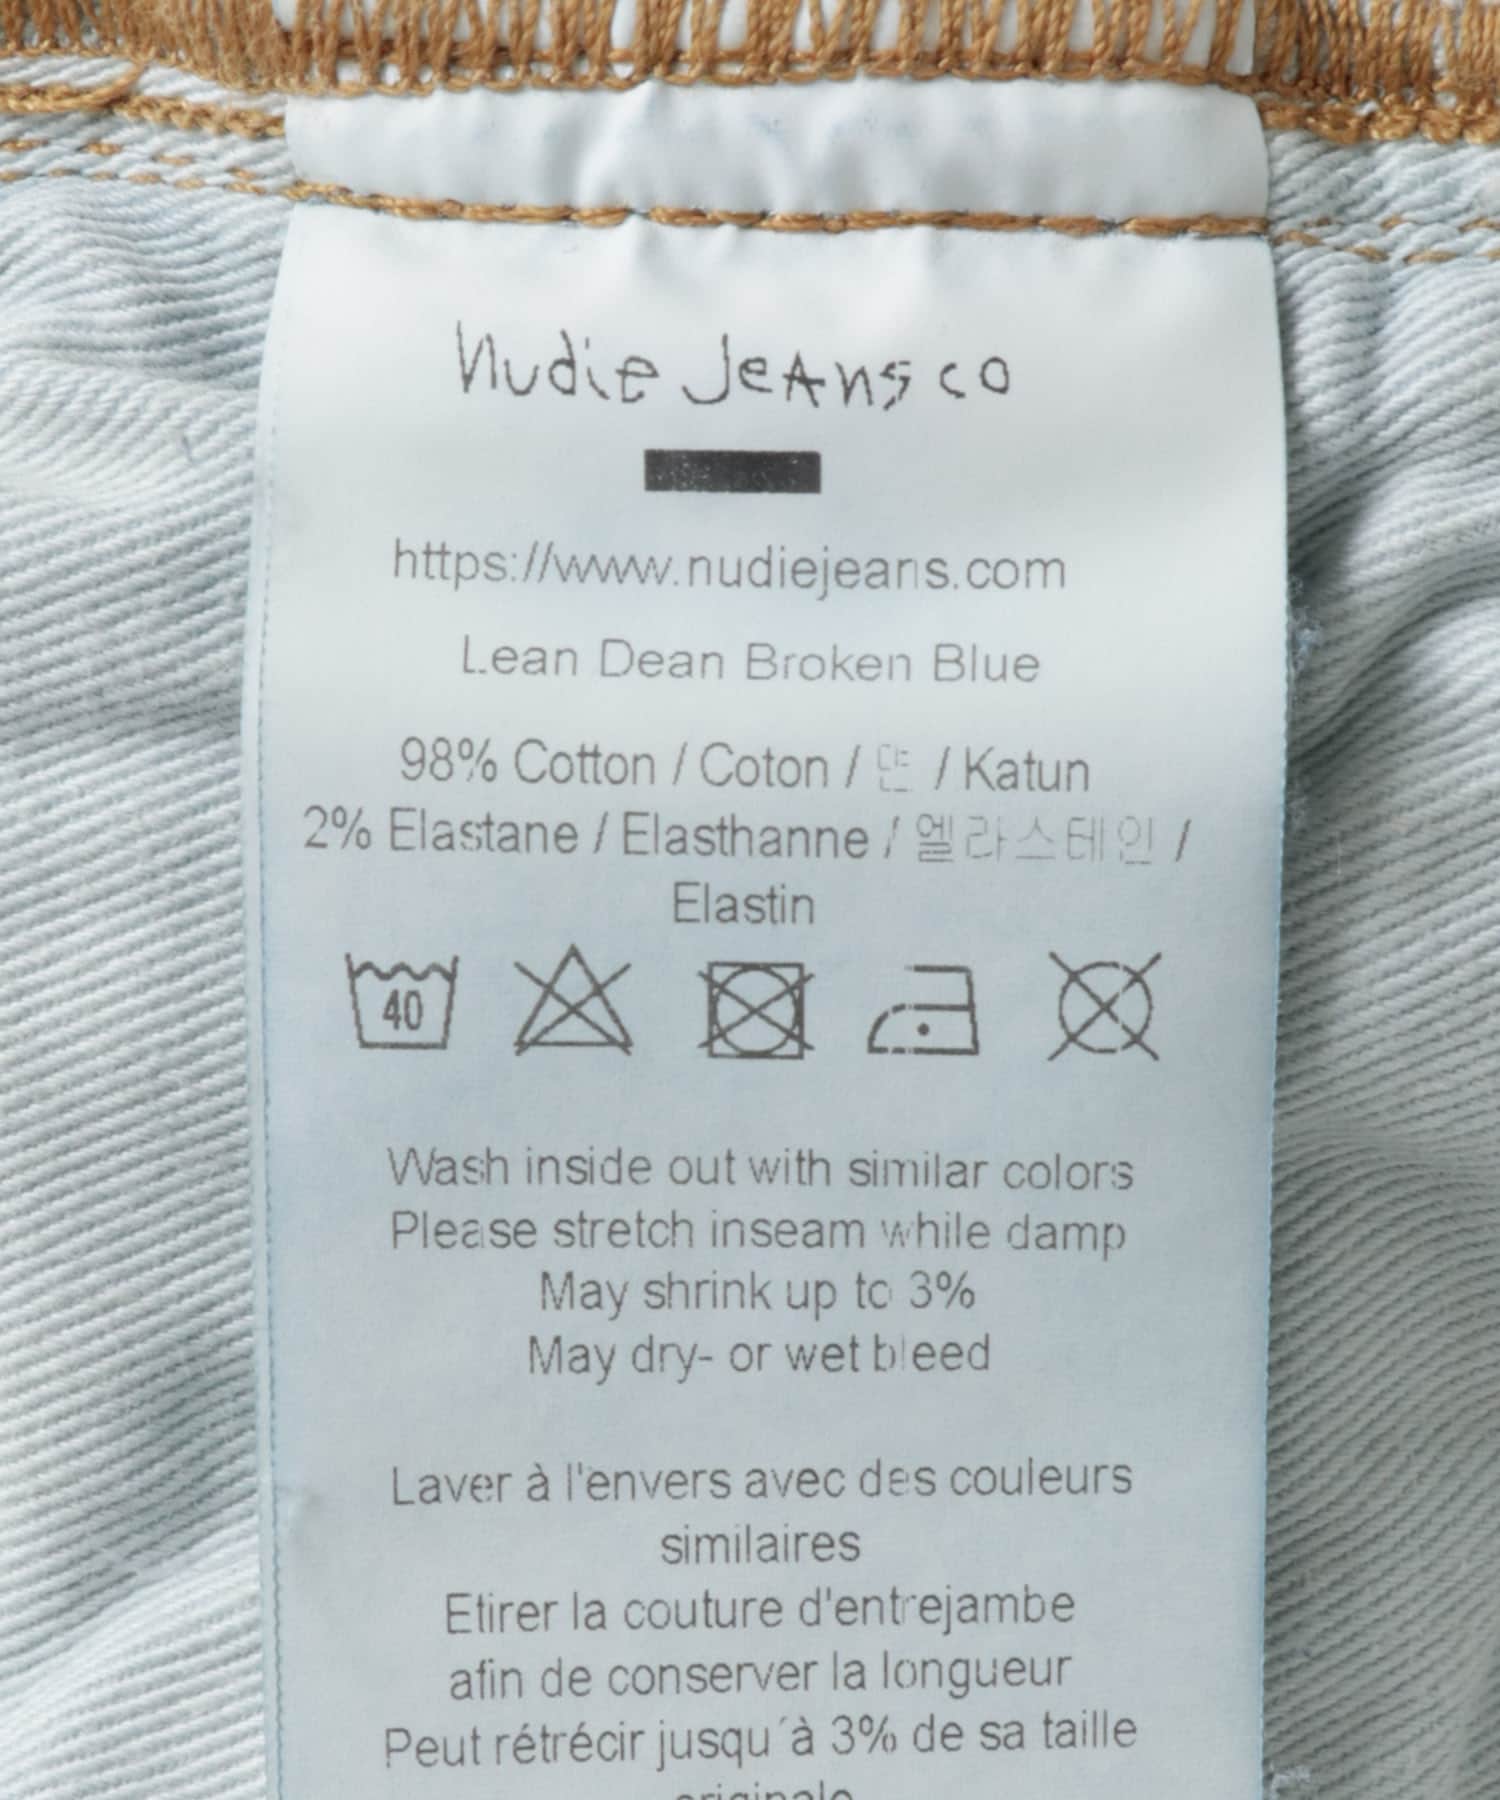 Nudie Jeans co
https://www.nudiejeans.com
Lean Dean Broken Blue
98% Cotton / Coton / 면 / Katun
2% Elastane / Elasthanne / 엘라스테인 /
Elastin
40
Wash inside out with similar colors
Please stretch inseam while damp
May shrink up to 3%
May dry- or wet bleed
Laver à l'envers avec des couleurs
similaires
Etirer la couture d'entrejambe
afin de conserver la longueur
Peut rétrécir jusqu´à 3% de sa taille
originale